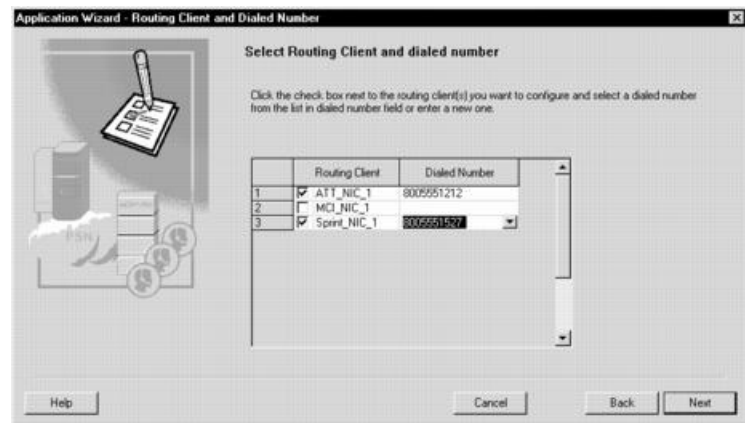 Application Wizard - Routing Client and Dialed Number
Select Routing Client and dialed number
Click the check box next to the routing client(s) you want to configure and select a dialed number
from the list in dialed number field or enter a new one.
Routing Client Dialed Number
1 ATT_NIC_1 8005551212
2 MCI_NIC_1
3 Sprint_NIC_1 8005551527
PSN
Help Cancel Back Next